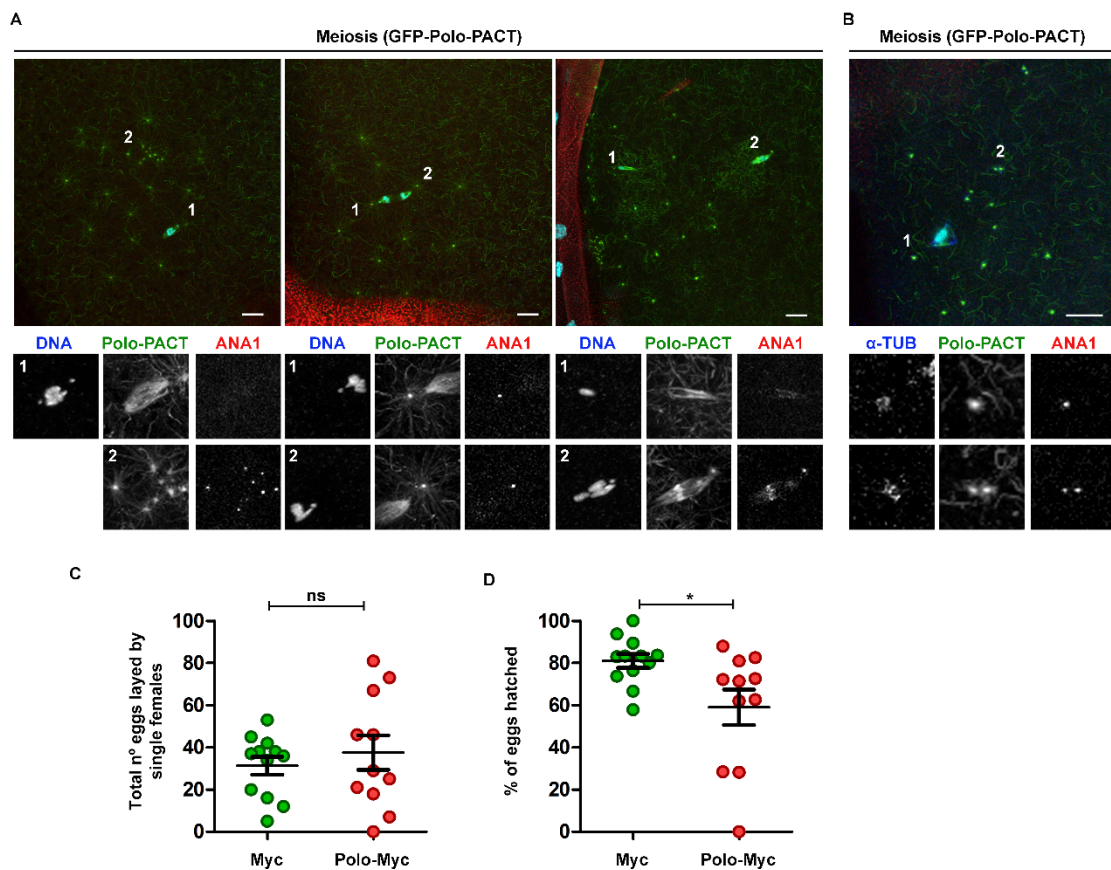 A
Meiosis (GFP-Polo-PACT)
2
1
2
1
1
2
DNA Polo-PACT ANA1 DNA Polo-PACT ANA1 DNA Polo-PACT ANA1
1
1
1
2
2
2
B
Meiosis (GFP-Polo-PACT)
2
1
α-TUB Polo-PACT ANA1
C
ns
Total nº eggs layed by
single females
100
80
60
40
20
0
Myc Polo-Myc
D
*
% of eggs hatched
100
80
60
40
20
0
Myc Polo-Myc